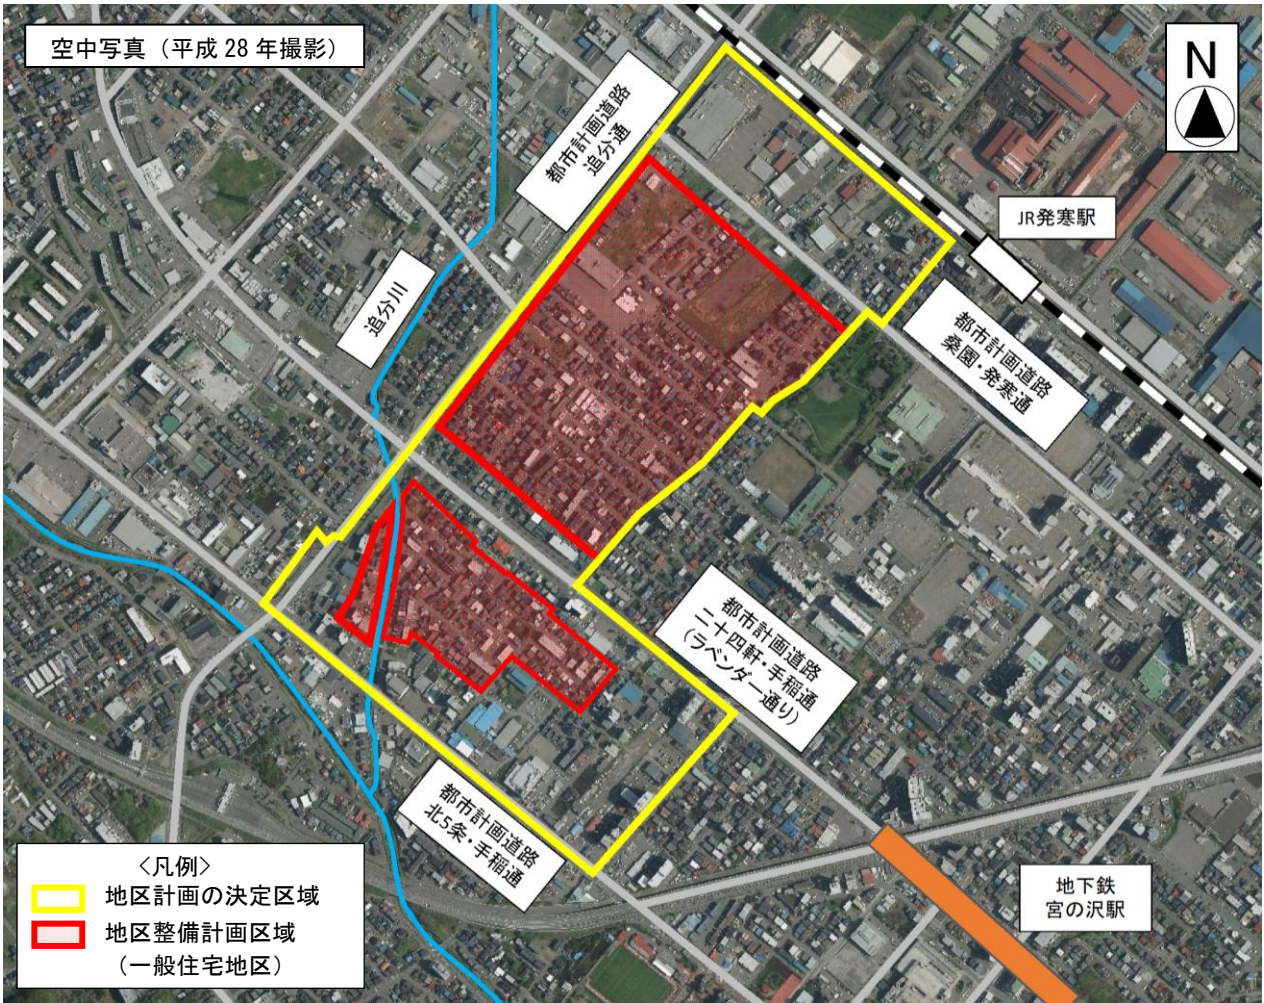 空中写真（平成 28 年撮影）
N
都市計画道路
追分通
JR発寒駅
追分川
都市計画道路
桑園・発寒通
都市計画道路
二十四軒・手稲通
（ラベンダー通り）
都市計画道路
北5条・手稲通
地下鉄
宮の沢駅
<凡例>
地区計画の決定区域
地区整備計画区域
（一般住宅地区）